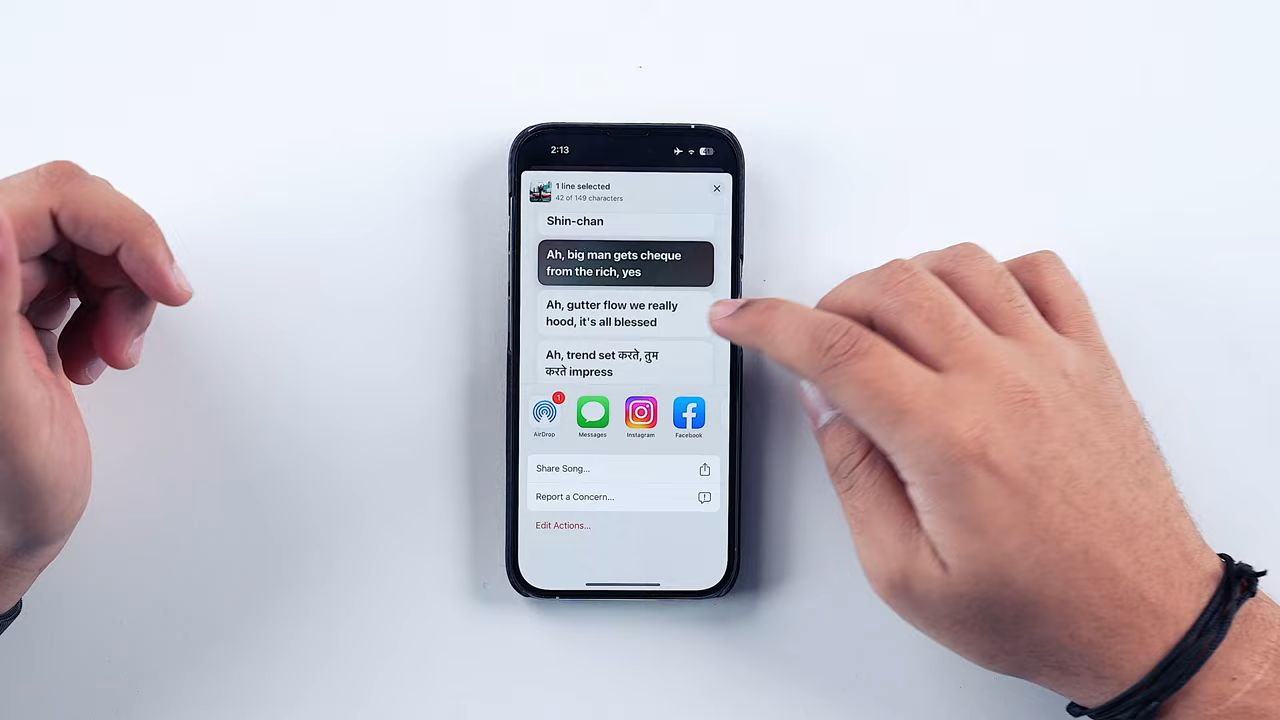 2:13
1 line selected
42 of 149 characters
Shin-chan
Ah, big man gets cheque
from the rich, yes
Ah, gutter flow we really
hood, it's all blessed
Ah, trend set करते, तुम
करते impress
1
AirDrop
Messages
Instagram
Facebook
Share Song...
Report a Concern...
Edit Actions...